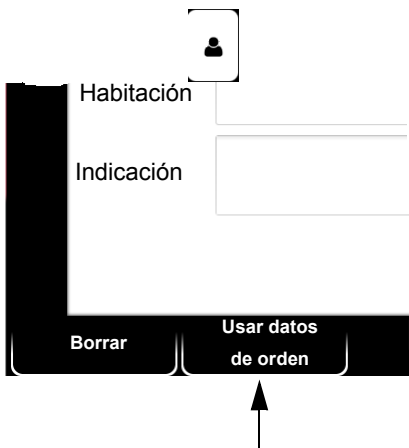 Habitación
Indicación
Borrar
Usar datos
de orden